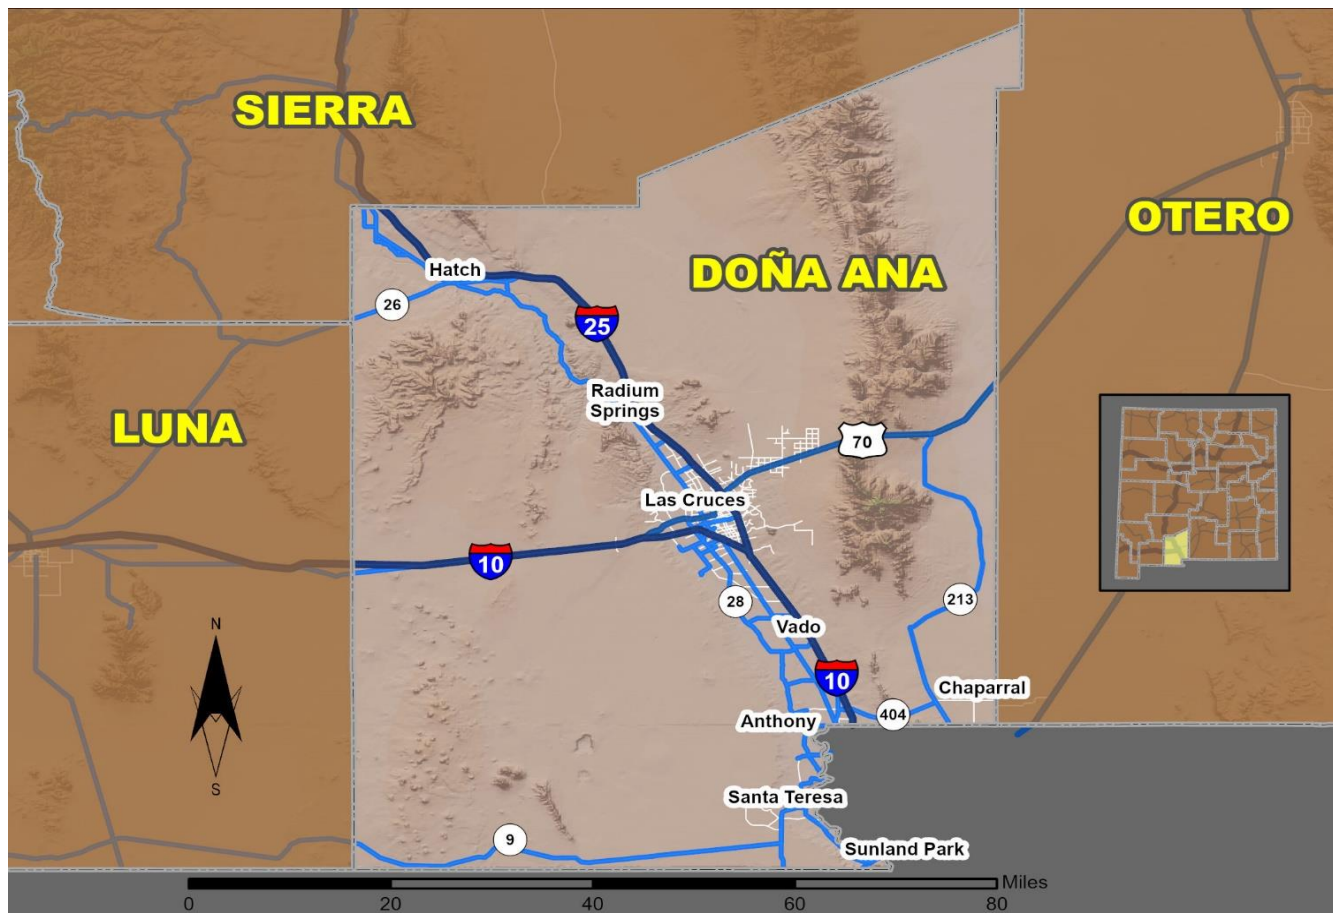 SIERRA
OTERO
DOÑA ANA
Hatch
26
25
Radium
Springs
LUNA
70
Las Cruces
10
28
213
Vado
10
Chaparral
404
Anthony
N
S
Santa Teresa
9
Sunland Park
Miles
0 20 40 60 80